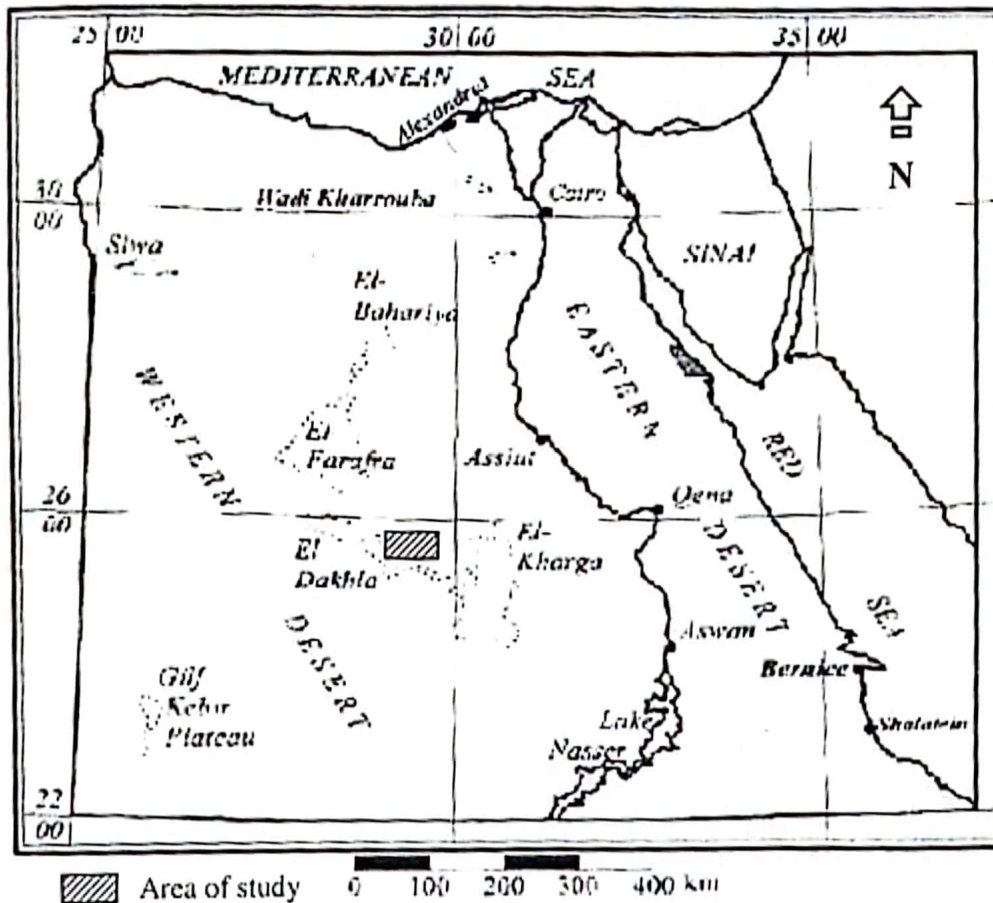 25 00
30 00
35 00
MEDITERRANEAN SEA
Alexandria
N
30
00
Wadi Kharrouba
Cairo
Siwa
SINAI
El-
Bahariya
EASTERN
WESTERN
El
Farafra
Assiut
RED
26
00
Qena
El
Dakhla
El-
Kharga
DESERT
DESERT
SEA
Aswan
Bernice
Gilf
Kebir
Plateau
Lake
Nasser
Shalatein
22
00
Area of study
0 100 200 300 400 km